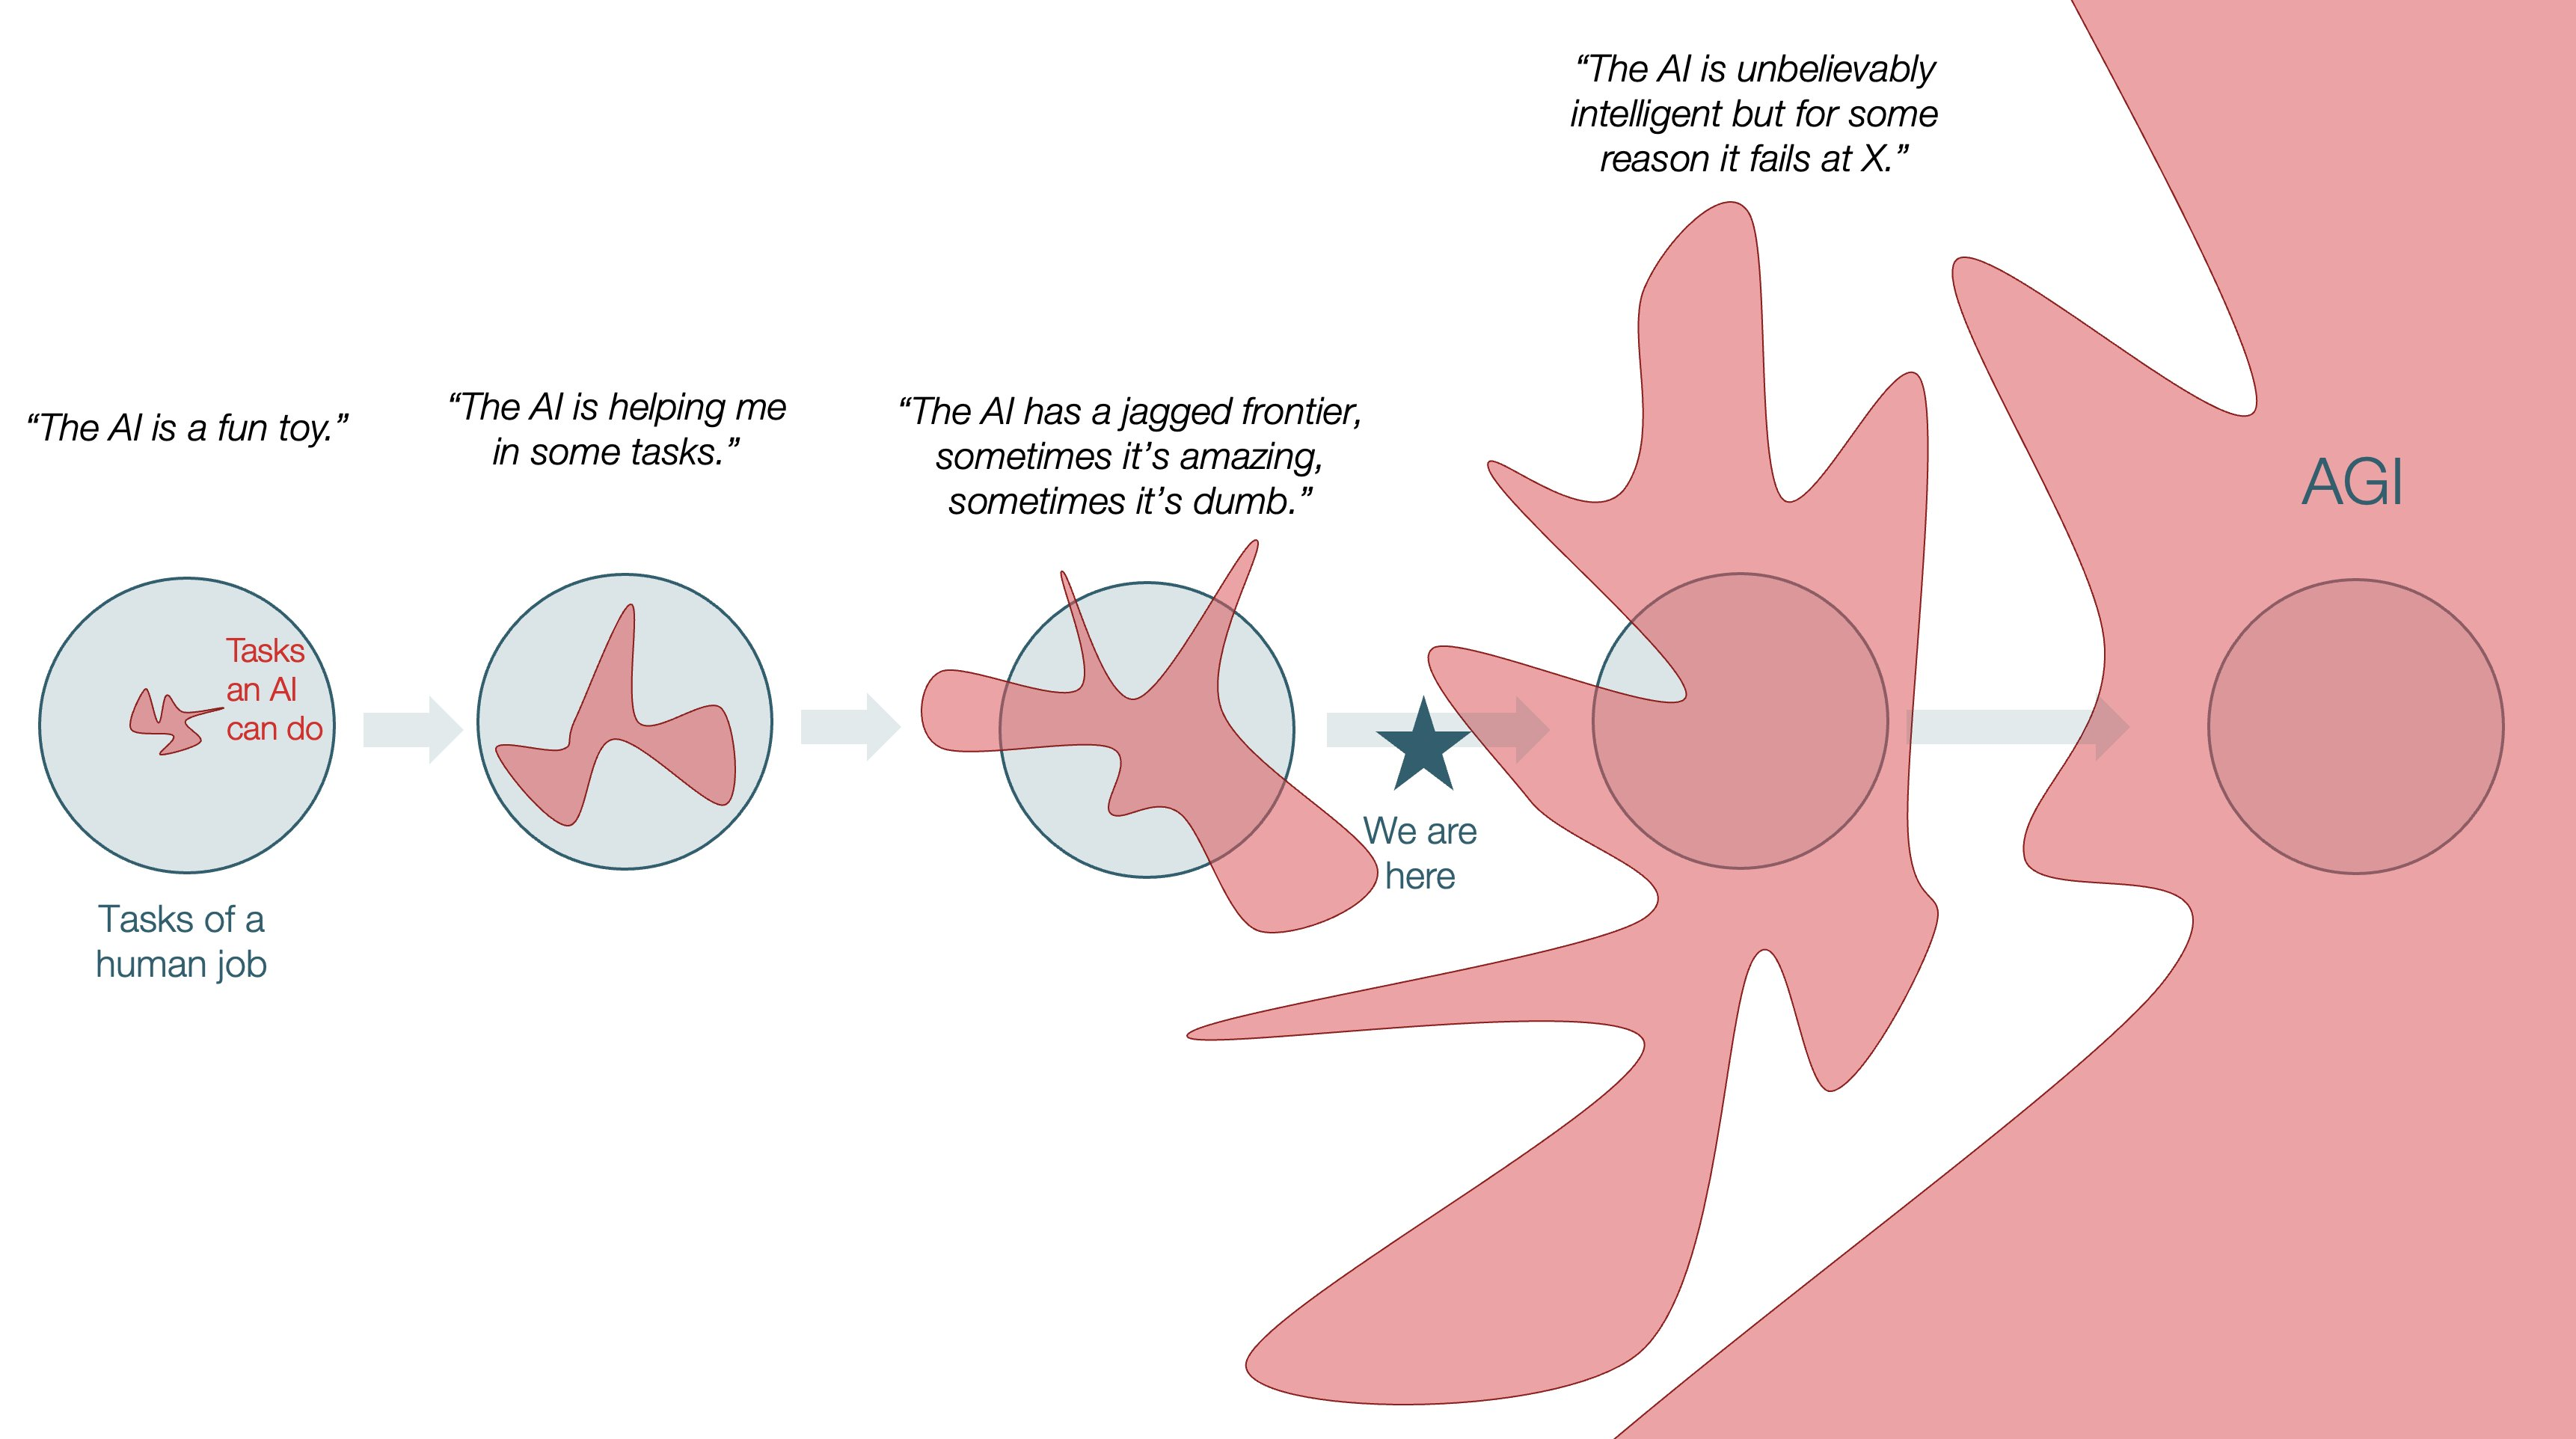 “The AI is a fun toy.”
Tasks
an AI
can do
Tasks of a
human job
“The AI is helping me
in some tasks.”
“The AI has a jagged frontier,
sometimes it’s amazing,
sometimes it’s dumb.”
We are
here
“The AI is unbelievably
intelligent but for some
reason it fails at X.”
AGI